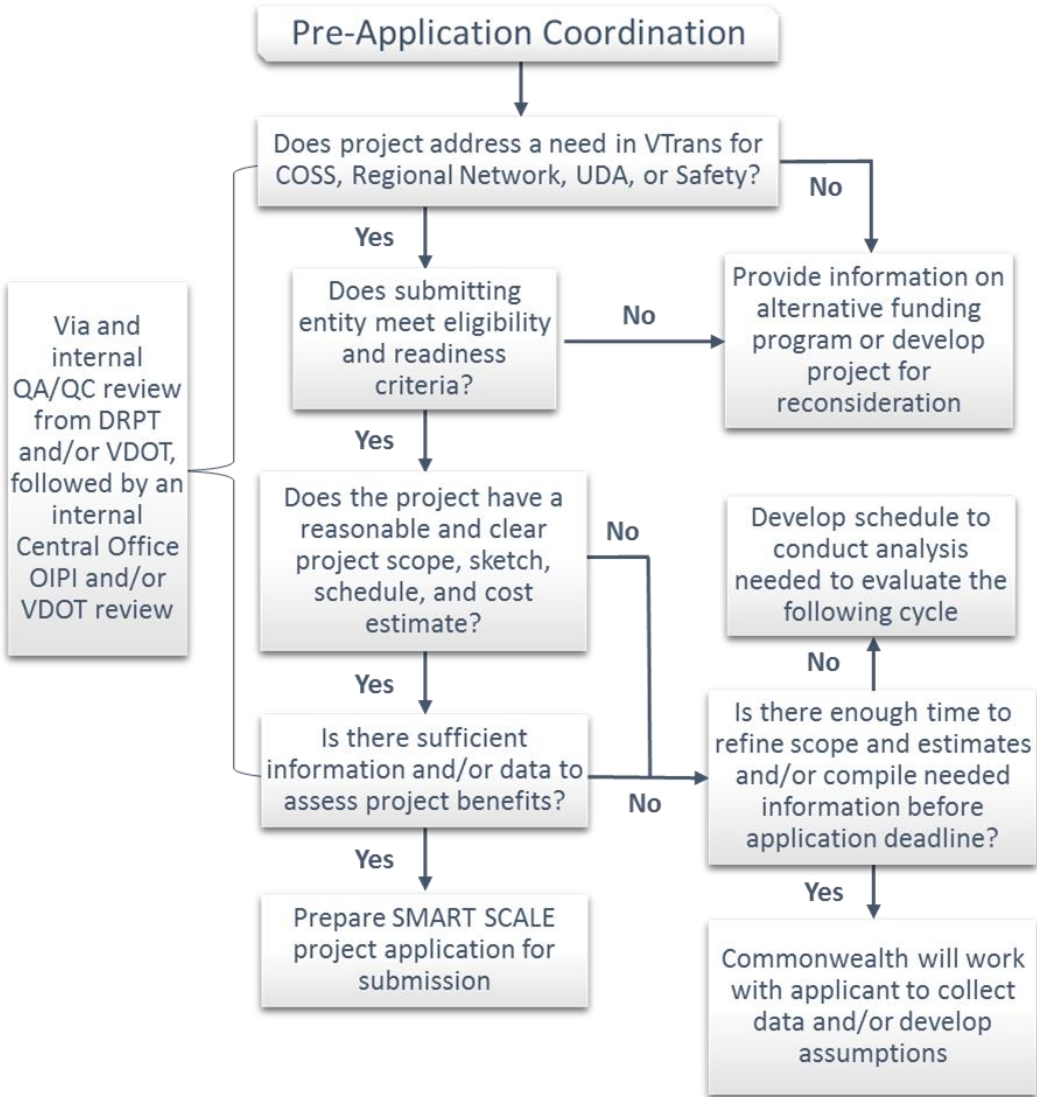 Pre-Application Coordination
Does project address a need in VTrans for
COSS, Regional Network, UDA, or Safety?
No
Yes
Does submitting
entity meet eligibility
and readiness
criteria?
No
Provide information on
alternative funding
program or develop
project for
reconsideration
Via and
internal
QA/QC review
from DRPT
and/or VDOT,
followed by an
internal
Central Office
OIPI and/or
VDOT review
Yes
Does the project have a
reasonable and clear
project scope, sketch,
schedule, and cost
estimate?
No
Develop schedule to
conduct analysis
needed to evaluate the
following cycle
No
Yes
Is there sufficient
information and/or data to
assess project benefits?
No
Is there enough time to
refine scope and estimates
and/or compile needed
information before
application deadline?
Yes
Yes
Prepare SMART SCALE
project application for
submission
Commonwealth will work
with applicant to collect
data and/or develop
assumptions